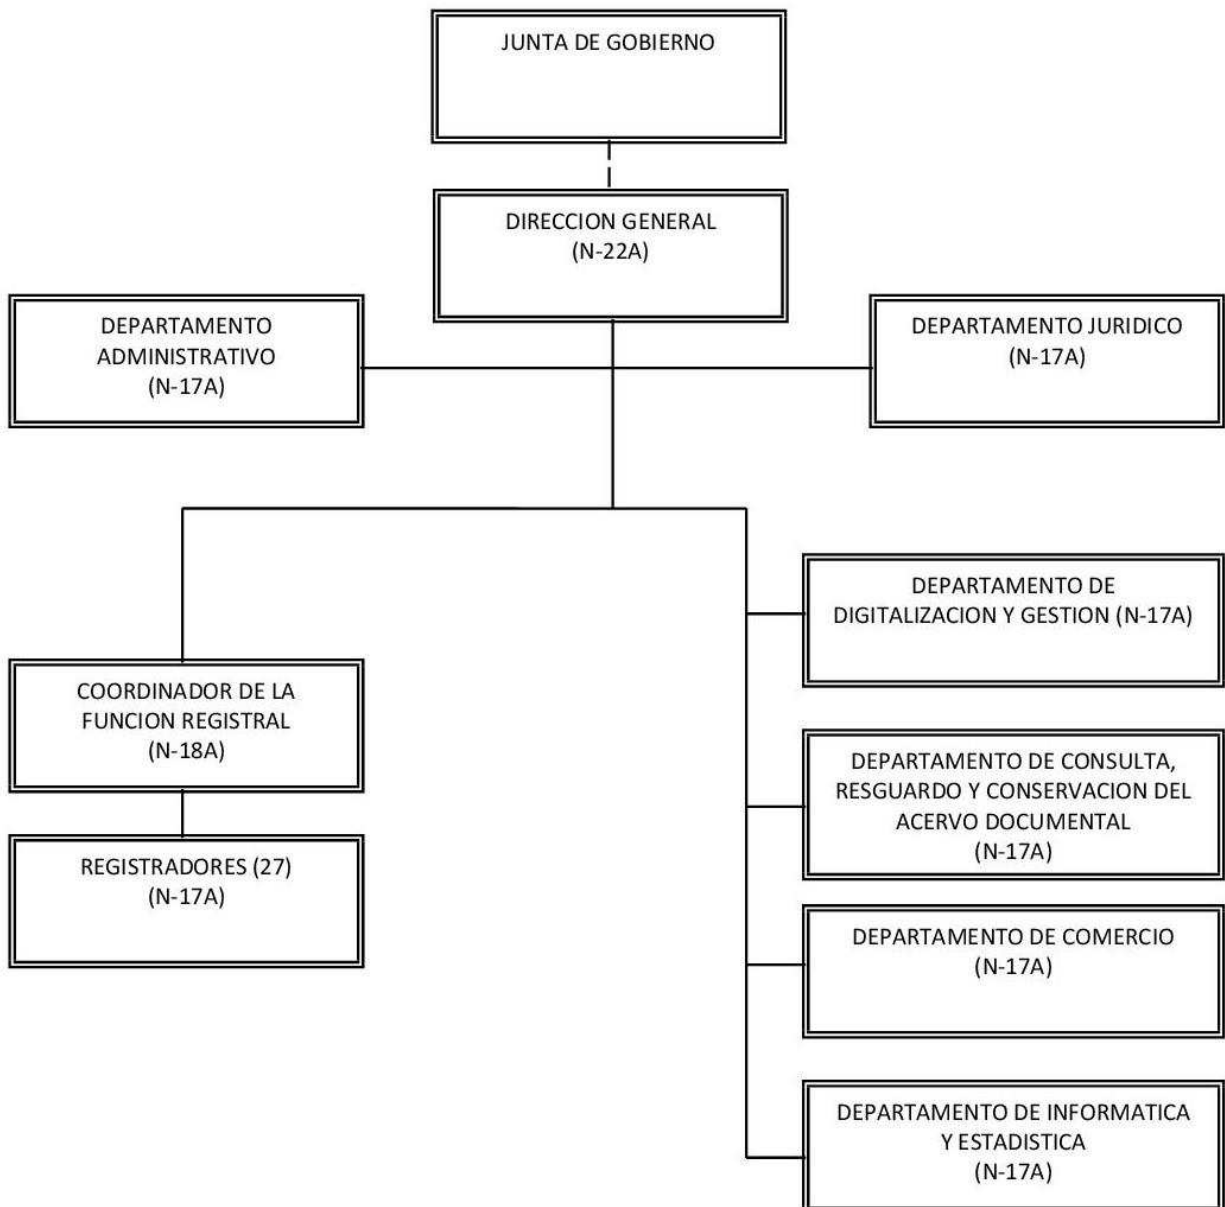 JUNTA DE GOBIERNO
DIRECCION GENERAL
(N-22A)
DEPARTAMENTO
ADMINISTRATIVO
(N-17A)
DEPARTAMENTO JURIDICO
(N-17A)
DEPARTAMENTO DE
DIGITALIZACION Y GESTION (N-17A)
COORDINADOR DE LA
FUNCION REGISTRAL
(N-18A)
DEPARTAMENTO DE CONSULTA,
RESGUARDO Y CONSERVACION DEL
ACERVO DOCUMENTAL
(N-17A)
REGISTRADORES (27)
(N-17A)
DEPARTAMENTO DE COMERCIO
(N-17A)
DEPARTAMENTO DE INFORMATICA
Y ESTADISTICA
(N-17A)